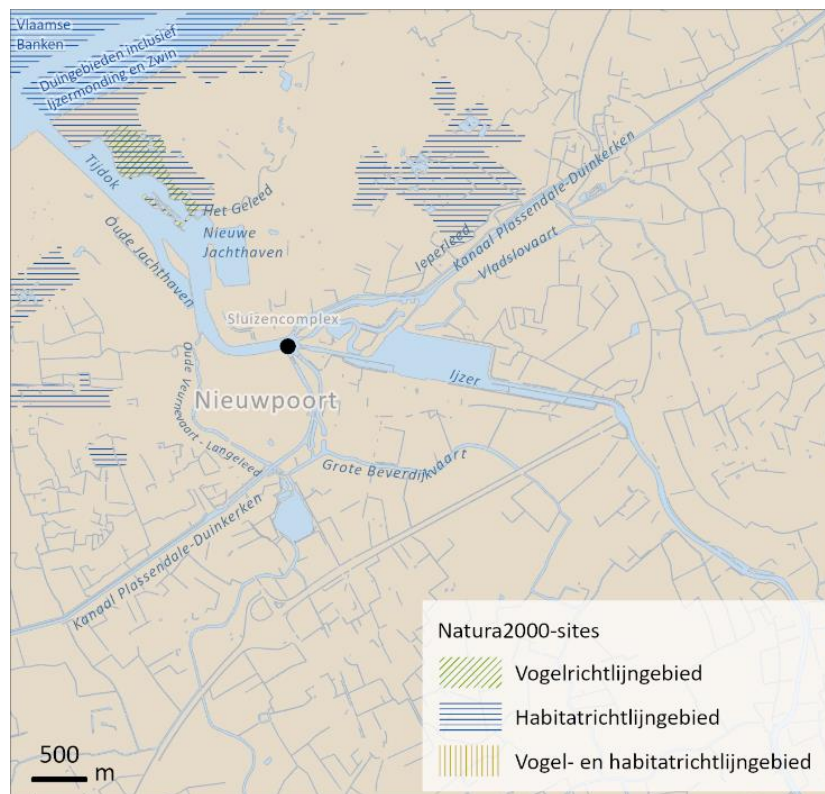 Vlaamse
Banken
Duingebieden inclusief
Ijzermonding en Zwin
Tijdok
Het Geleed
Nieuwe
Jachthaven
Oude Jachthaven
Ieperleed
Kanaal Plassendale-Duinkerken
Vladslovaart
Sluizencomplex
Ijzer
Oude Veurnevaart - Langeleed
Nieuwpoort
Grote Beverdijkvaart
Kanaal Plassendale-Duinkerken
Natura2000-sites
Vogelrichtlijngebied
Habitatrichtlijngebied
Vogel- en habitatrichtlijngebied
500
m